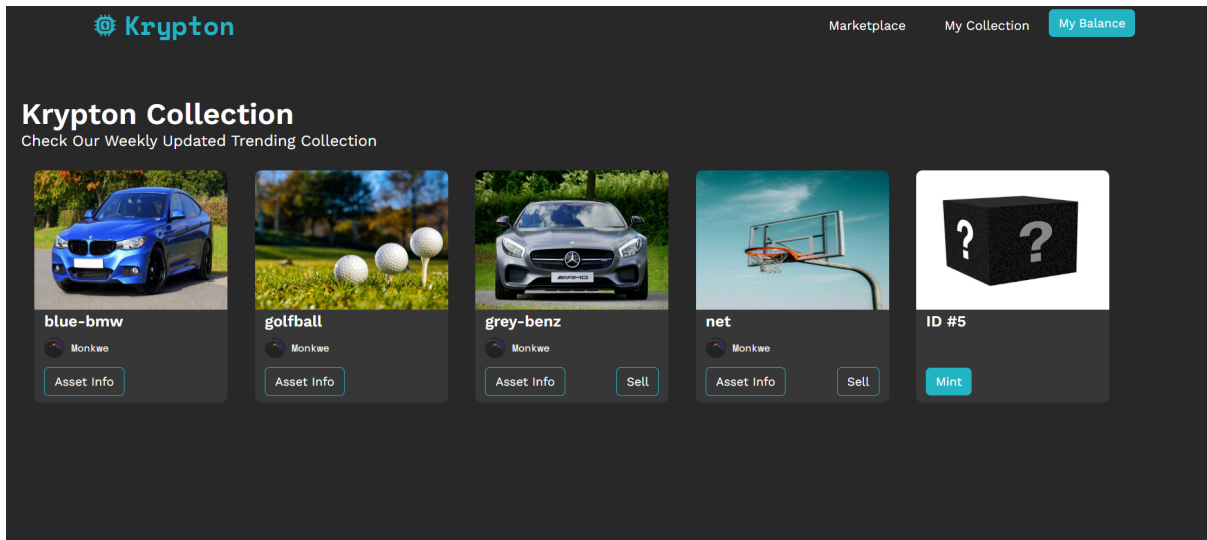 Krypton
Marketplace
My Collection
My Balance
Krypton Collection
Check Our Weekly Updated Trending Collection
blue-bmw
Monkwe
Asset Info
golfball
Monkwe
Asset Info
AMG
grey-benz
Monkwe
Asset Info
Sell
net
Monkwe
Asset Info
Sell
? ?
ID #5
Mint